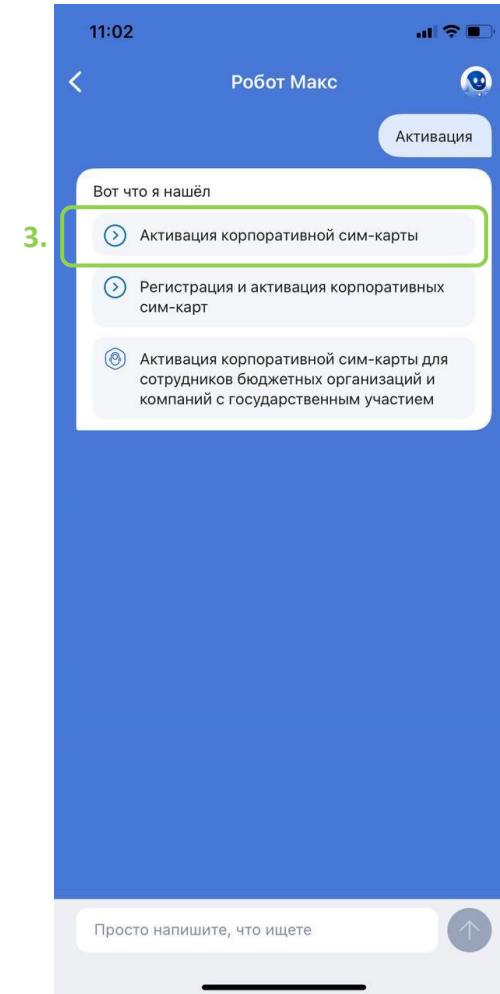 11:02
Робот Макс
Активация
Вот что я нашёл
3.
Активация корпоративной сим-карты
Регистрация и активация корпоративных
сим-карт
Активация корпоративной сим-карты для
сотрудников бюджетных организаций и
компаний с государственным участием
Просто напишите, что ищете